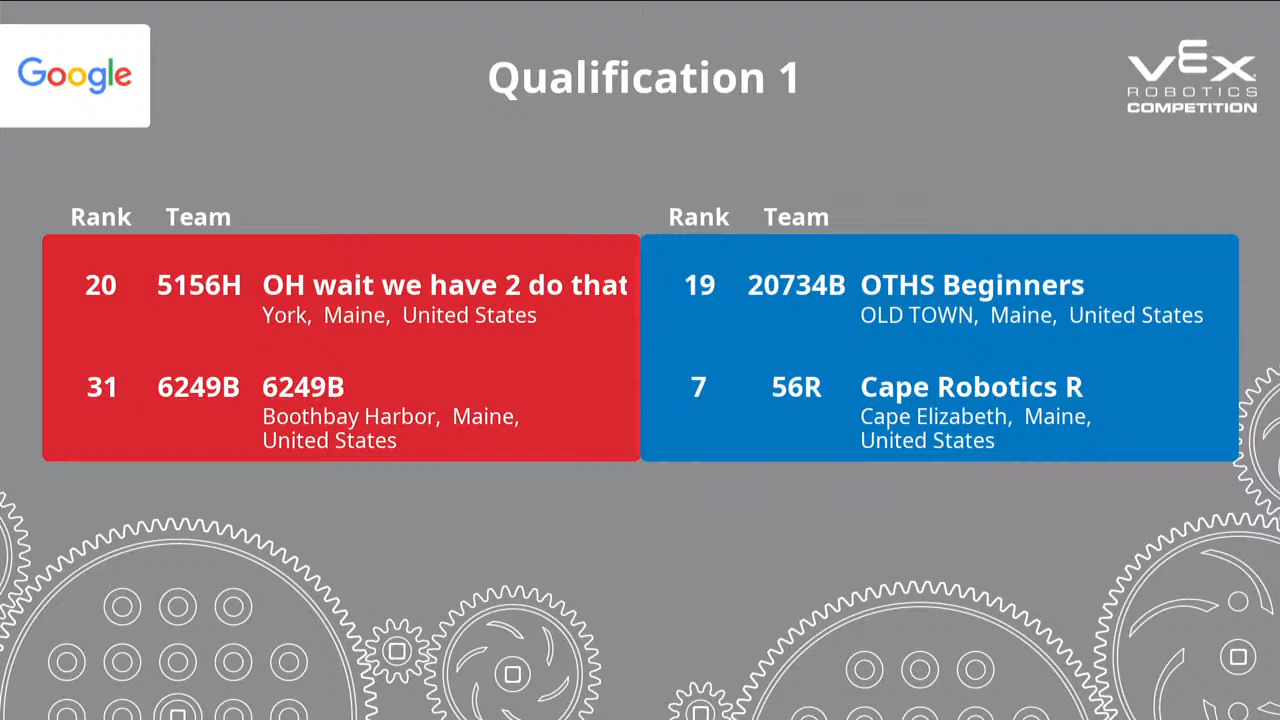 Google
Qualification 1
VEX
ROBOTICS
COMPETITION
Rank Team
20 5156H OH wait we have 2 do that
York, Maine, United States
31 6249B 6249B
Boothbay Harbor, Maine,
United States
Rank Team
19 20734B OTHS Beginners
OLD TOWN, Maine, United States
7 56R Cape Robotics R
Cape Elizabeth, Maine,
United States